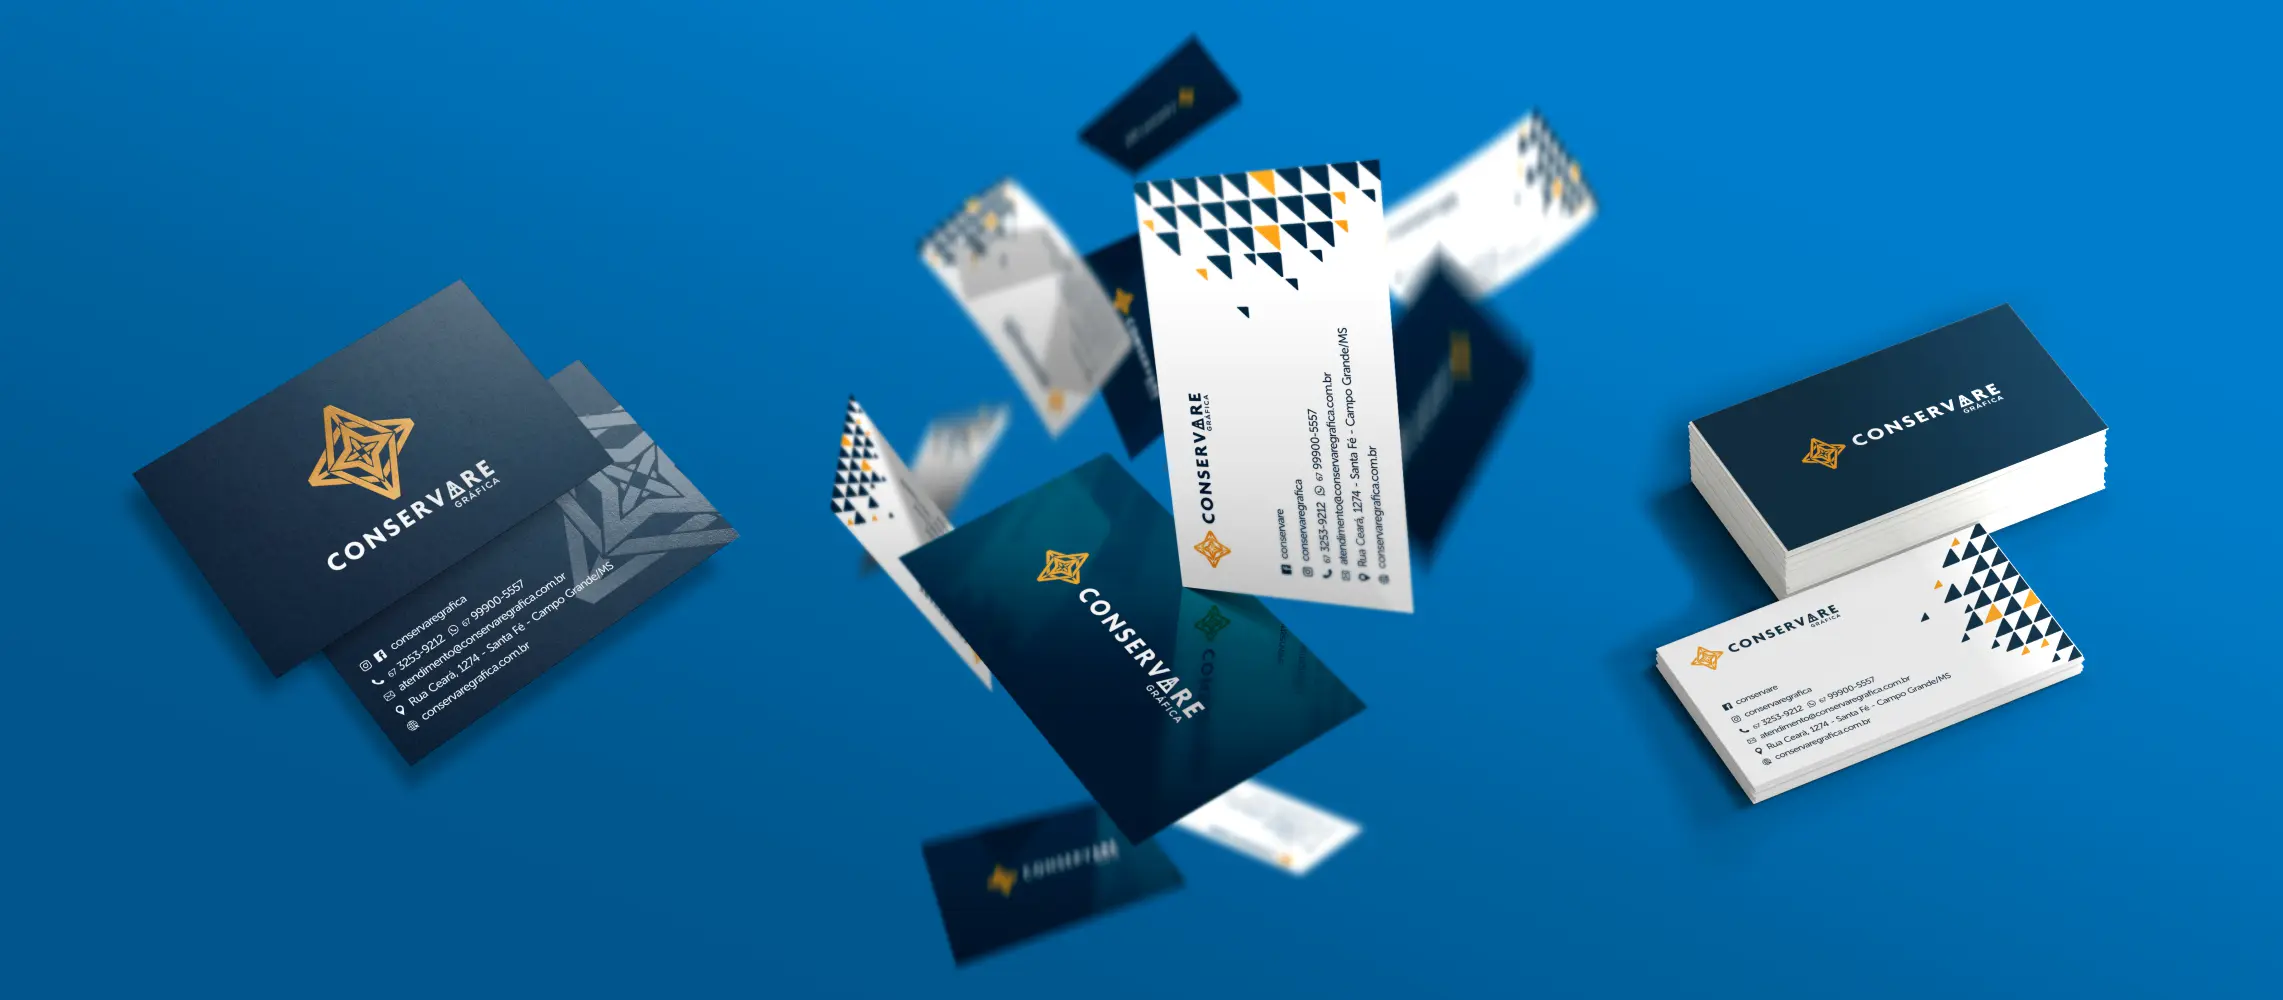 CONSERVARE
GRÁFICA
conservaregrafica
67 3253-9212 67 99900-5557
atendimento@conservaregrafica.com.br
Rua Ceará, 1274 - Santa Fé - Campo Grande/MS
conservaregrafica.com.br
CONSERVARE
GRÁFICA
conservare
conservaregrafica
67 3253-9212 67 99900-5557
atendimento@conservaregrafica.com.br
Rua Ceará, 1274 - Santa Fé - Campo Grande/MS
conservaregrafica.com.br
CONSERVARE
GRÁFICA
CONSERVARE
GRÁFICA
CONSERVARE
GRÁFICA
conservare
conservaregrafica
67 3253-9212 67 99900-5557
atendimento@conservaregrafica.com.br
Rua Ceará, 1274 - Santa Fé - Campo Grande/MS
conservaregrafica.com.br